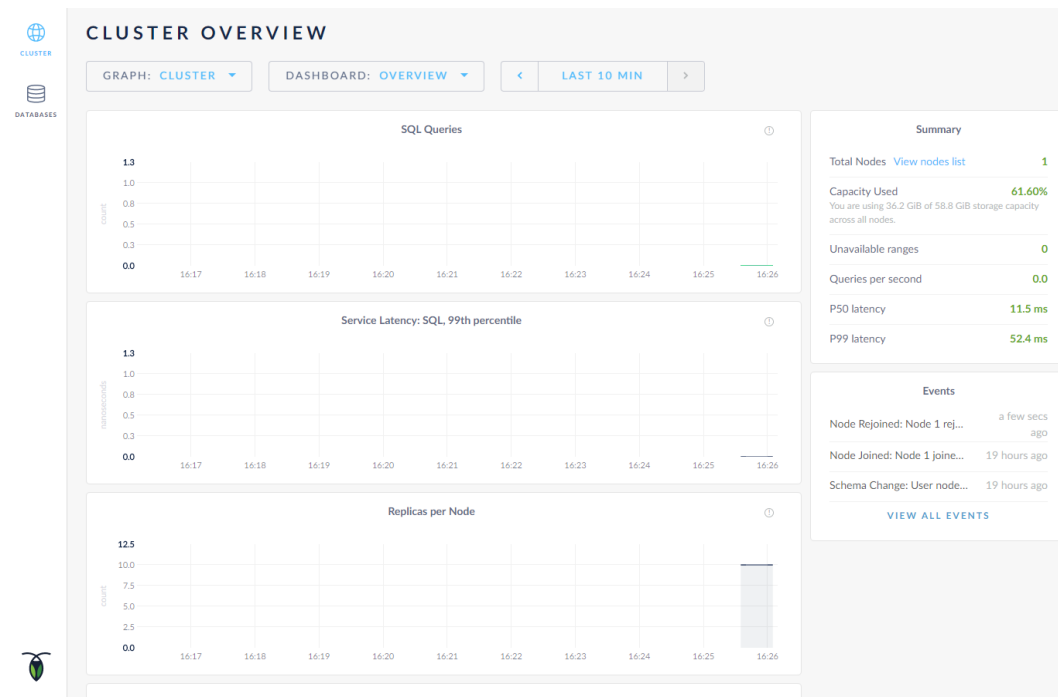 CLUSTER
DATABASES
CLUSTER OVERVIEW
GRAPH: CLUSTER
DASHBOARD: OVERVIEW
< LAST 10 MIN >
SQL Queries
1.3
1.0
0.8
0.5
0.3
0.0
count
16:17 16:18 16:19 16:20 16:21 16:22 16:23 16:24 16:25 16:26
Service Latency: SQL, 99th percentile
1.3
1.0
0.8
0.5
0.3
0.0
nanoseconds
16:17 16:18 16:19 16:20 16:21 16:22 16:23 16:24 16:25 16:26
Replicas per Node
12.5
10.0
7.5
5.0
2.5
0.0
count
16:17 16:18 16:19 16:20 16:21 16:22 16:23 16:24 16:25 16:26
Summary
Total Nodes View nodes list 1
Capacity Used 61.60%
You are using 36.2 GiB of 58.8 GiB storage capacity
across all nodes.
Unavailable ranges 0
Queries per second 0.0
P50 latency 11.5 ms
P99 latency 52.4 ms
Events
Node Rejoined: Node 1 rej... a few secs
ago
Node Joined: Node 1 joine... 19 hours ago
Schema Change: User node... 19 hours ago
VIEW ALL EVENTS